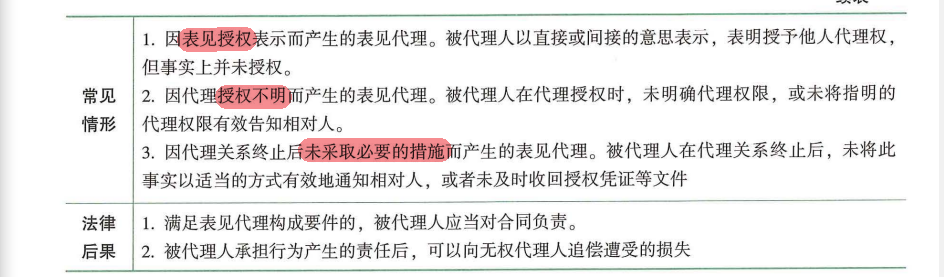 1. 因表见授权表示而产生的表见代理。被代理人以直接或间接的意思表示，表明授予他人代理权，
但事实上并未授权。
常见
2. 因代理授权不明而产生的表见代理。被代理人在代理授权时，未明确代理权限，或未将指明的
情形
代理权限有效告知相对人。
3. 因代理关系终止后未采取必要的措施而产生的表见代理。被代理人在代理关系终止后，未将此
事实以适当的方式有效地通知相对人，或者未及时收回授权凭证等文件
法律
1. 满足表见代理构成要件的，被代理人应当对合同负责。
后果
2. 被代理人承担行为产生的责任后，可以向无权代理人追偿遭受的损失